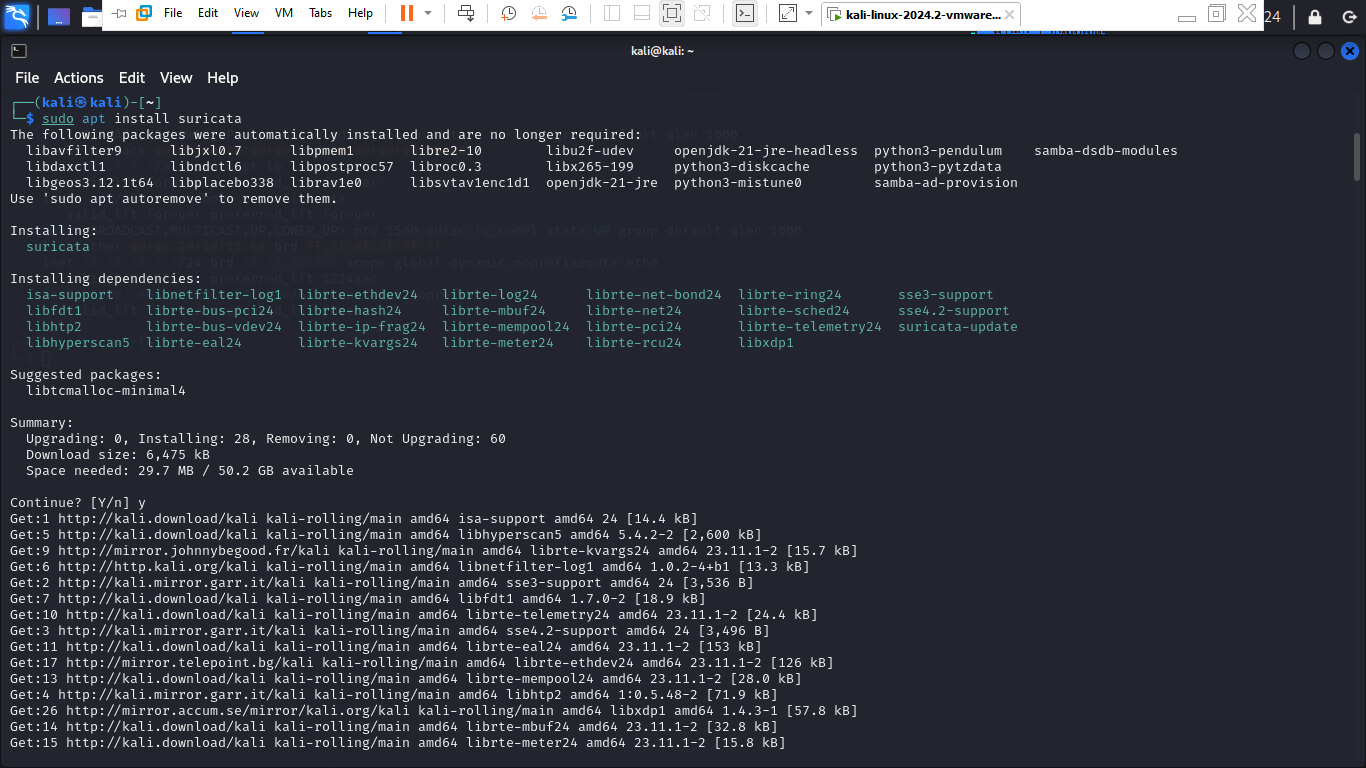 File Edit View VM Tabs Help kali-linux-2024.2-vmware... 24
kali@kali: ~
File Actions Edit View Help
┌──(kali㉿kali)-[~]
└─$ sudo apt install suricata
The following packages were automatically installed and are no longer required:
libavfilter9 libjxl0.7 libpmem1 libre2-10 libu2f-udev openjdk-21-jre-headless python3-pendulum samba-dsdb-modules
libdaxctl1 libndctl6 libpostproc57 libroc0.3 libx265-199 python3-diskcache python3-pytzdata
libgeos3.12.1t64 libplacebo338 librav1e0 libsvtav1enc1d1 openjdk-21-jre python3-mistune0 samba-ad-provision
Use 'sudo apt autoremove' to remove them.
Installing:
suricata
Installing dependencies:
isa-support libnetfilter-log1 librte-ethdev24 librte-log24 librte-net-bond24 librte-ring24 sse3-support
libfdt1 librte-bus-pci24 librte-hash24 librte-mbuf24 librte-net24 librte-sched24 sse4.2-support
libhtp2 librte-bus-vdev24 librte-ip-frag24 librte-mempool24 librte-pci24 librte-telemetry24 suricata-update
libhyperscan5 librte-eal24 librte-kvargs24 librte-meter24 librte-rcu24 libxdp1
Suggested packages:
libtcmalloc-minimal4
Summary:
Upgrading: 0, Installing: 28, Removing: 0, Not Upgrading: 60
Download size: 6,475 kB
Space needed: 29.7 MB / 50.2 GB available
Continue? [Y/n] y
Get:1 http://kali.download/kali kali-rolling/main amd64 isa-support amd64 24 [14.4 kB]
Get:5 http://kali.download/kali kali-rolling/main amd64 libhyperscan5 amd64 5.4.2-2 [2,600 kB]
Get:9 http://mirror.johnnybegood.fr/kali kali-rolling/main amd64 librte-kvargs24 amd64 23.11.1-2 [15.7 kB]
Get:6 http://http.kali.org/kali kali-rolling/main amd64 libnetfilter-log1 amd64 1.0.2-4+b1 [13.3 kB]
Get:2 http://kali.mirror.garr.it/kali kali-rolling/main amd64 sse3-support amd64 24 [3,536 B]
Get:7 http://kali.download/kali kali-rolling/main amd64 libfdt1 amd64 1.7.0-2 [18.9 kB]
Get:10 http://kali.download/kali kali-rolling/main amd64 librte-telemetry24 amd64 23.11.1-2 [24.4 kB]
Get:3 http://kali.mirror.garr.it/kali kali-rolling/main amd64 sse4.2-support amd64 24 [3,496 B]
Get:11 http://kali.download/kali kali-rolling/main amd64 librte-eal24 amd64 23.11.1-2 [153 kB]
Get:17 http://mirror.telepoint.bg/kali kali-rolling/main amd64 librte-ethdev24 amd64 23.11.1-2 [126 kB]
Get:13 http://kali.download/kali kali-rolling/main amd64 librte-mempool24 amd64 23.11.1-2 [28.0 kB]
Get:4 http://kali.mirror.garr.it/kali kali-rolling/main amd64 libhtp2 amd64 1:0.5.48-2 [71.9 kB]
Get:26 http://mirror.accum.se/mirror/kali.org/kali kali-rolling/main amd64 libxdp1 amd64 1.4.3-1 [57.8 kB]
Get:14 http://kali.download/kali kali-rolling/main amd64 librte-mbuf24 amd64 23.11.1-2 [32.8 kB]
Get:15 http://kali.download/kali kali-rolling/main amd64 librte-meter24 amd64 23.11.1-2 [15.8 kB]